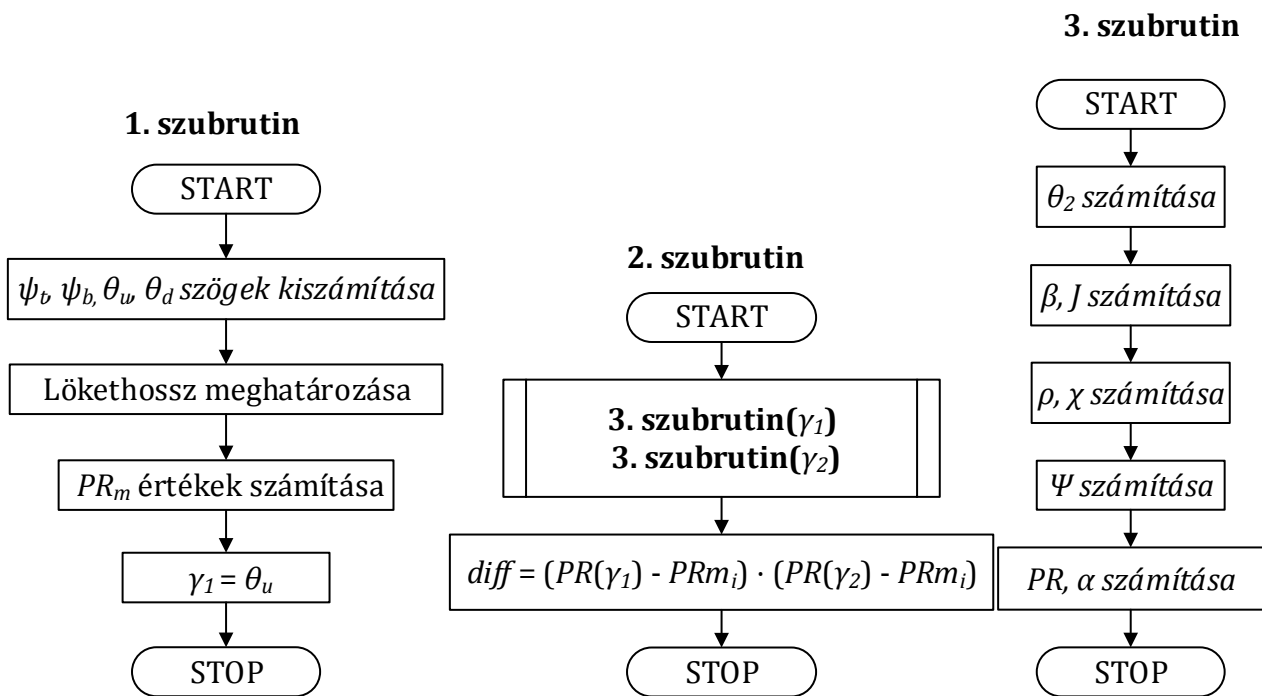 1. szubrutin
START
ψt, ψb, θu, θd szögek kiszámítása
Lökethossz meghatározása
PRm értékek számítása
γ1 = θu
STOP
2. szubrutin
START
3. szubrutin(γ1)
3. szubrutin(γ2)
diff = (PR(γ1) - PRmi) · (PR(γ2) - PRmi)
STOP
3. szubrutin
START
θ2 számítása
β, J számítása
ρ, χ számítása
Ψ számítása
PR, α számítása
STOP